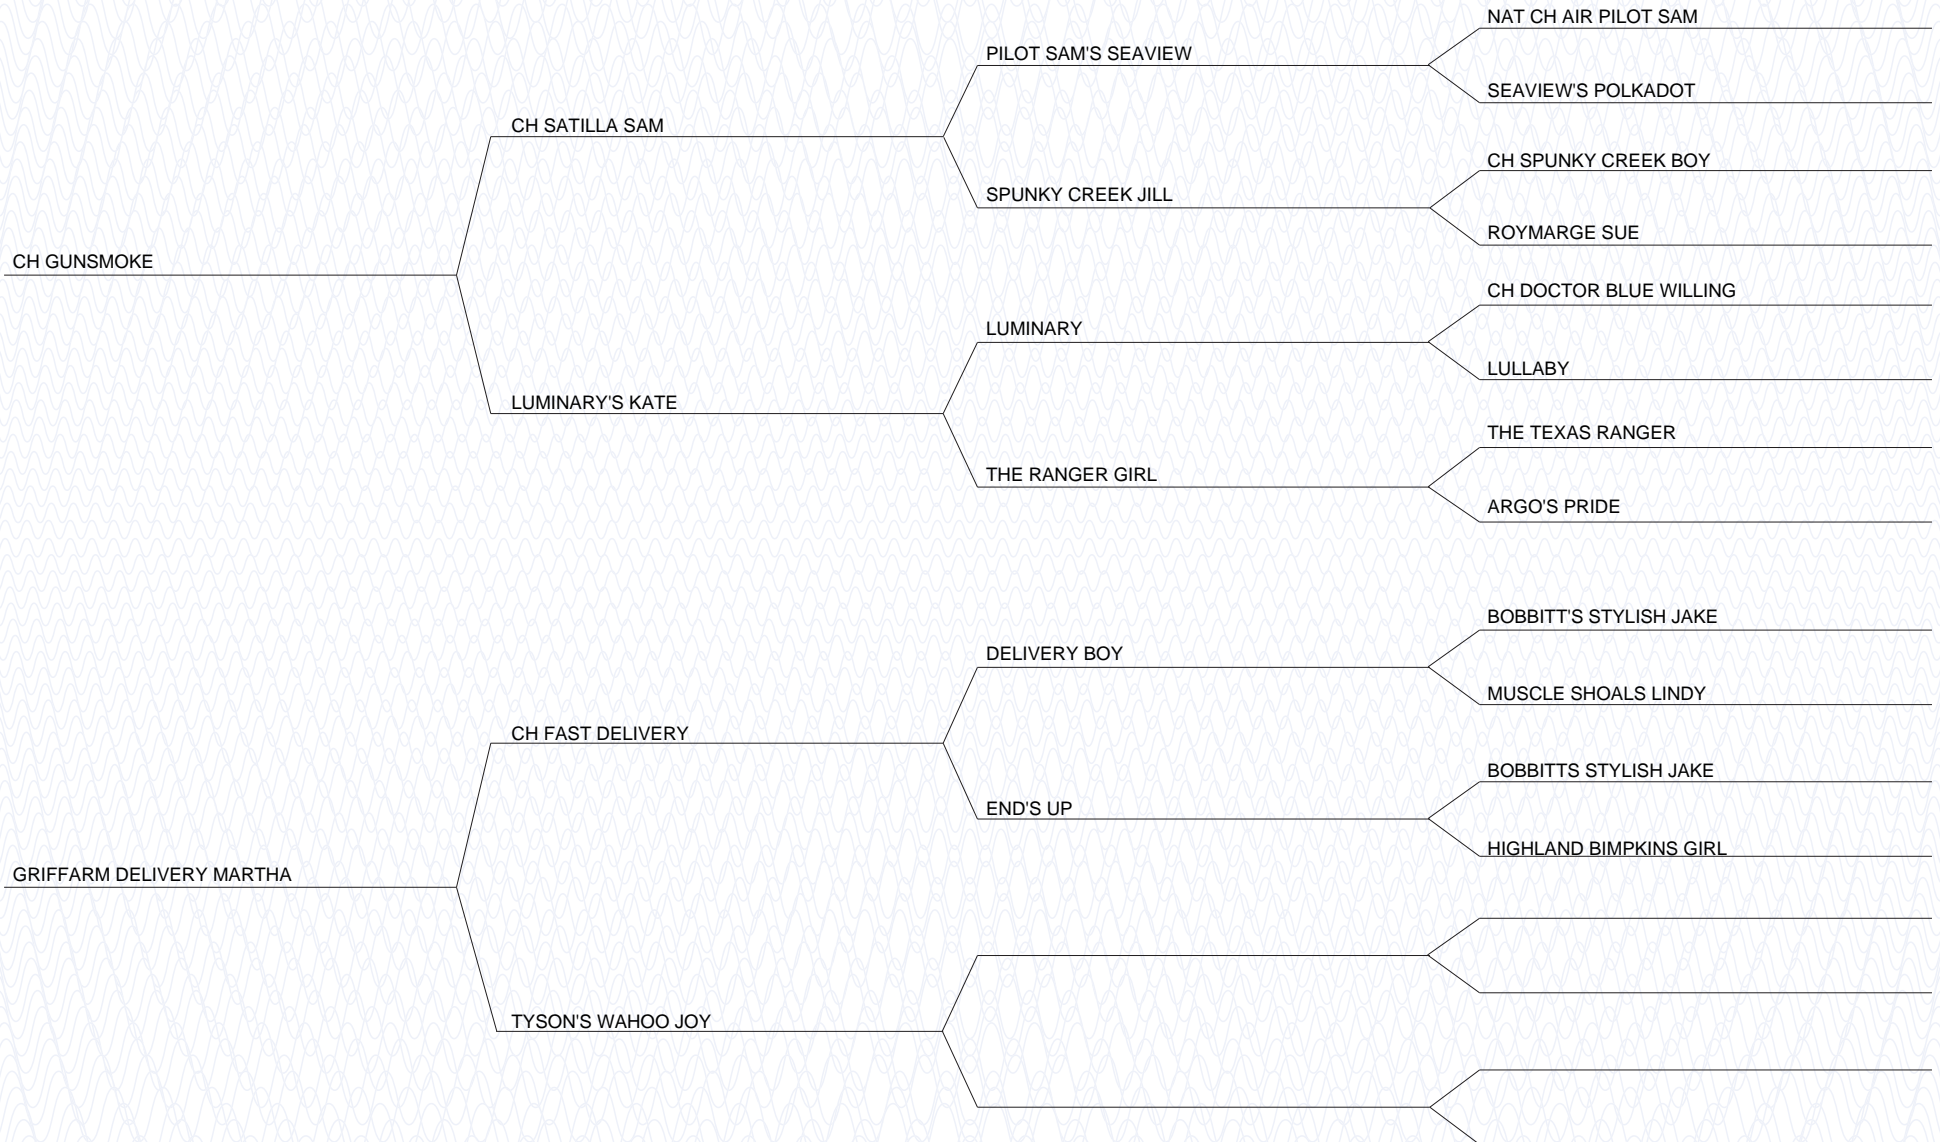 NAT CH AIR PILOT SAM
PILOT SAM'S SEAVIEW
SEAVIEW'S POLKADOT
CH SATILLA SAM
CH SPUNKY CREEK BOY
SPUNKY CREEK JILL
ROYMARGE SUE
CH GUNSMOKE
CH DOCTOR BLUE WILLING
LUMINARY
LULLABY
LUMINARY'S KATE
THE TEXAS RANGER
THE RANGER GIRL
ARGO'S PRIDE
BOBBITT'S STYLISH JAKE
DELIVERY BOY
MUSCLE SHOALS LINDY
CH FAST DELIVERY
BOBBITTS STYLISH JAKE
END'S UP
HIGHLAND BIMPKINS GIRL
GRIFFARM DELIVERY MARTHA
TYSON'S WAHOO JOY